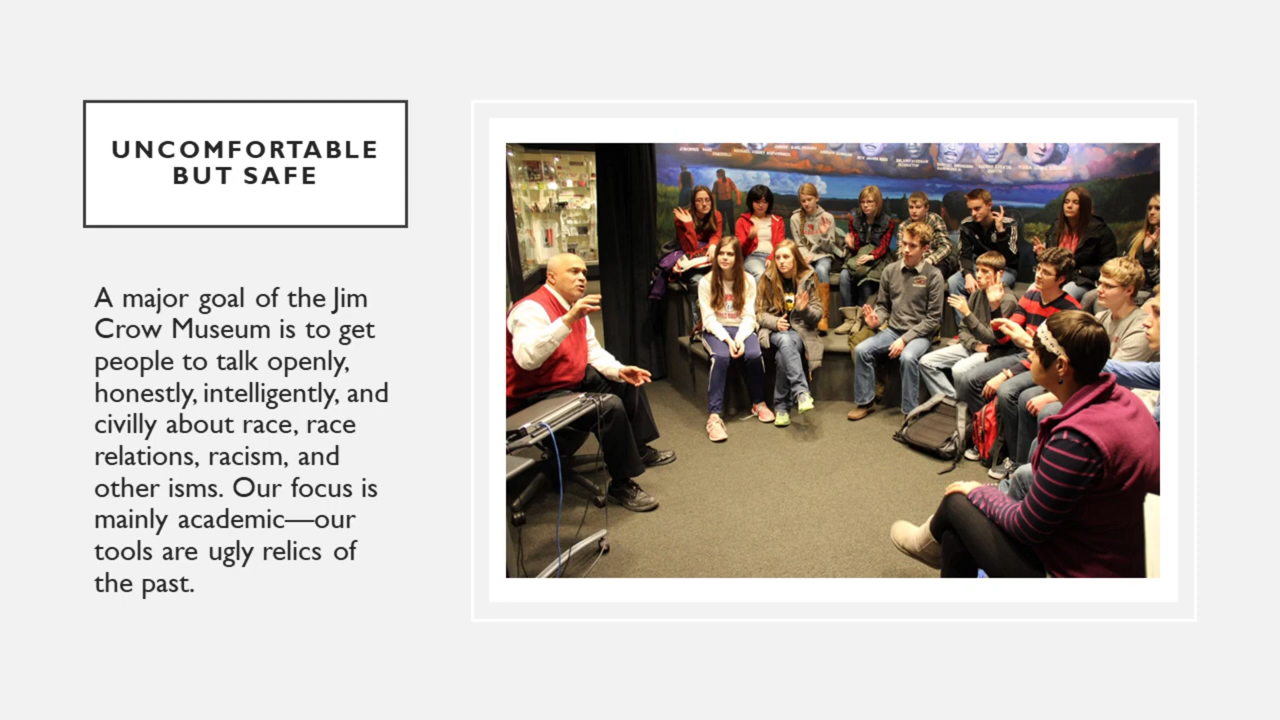 UNCOMFORTABLE
BUT SAFE
A major goal of the Jim
Crow Museum is to get
people to talk openly,
honestly, intelligently, and
civilly about race, race
relations, racism, and
other isms. Our focus is
mainly academic—our
tools are ugly relics of
the past.